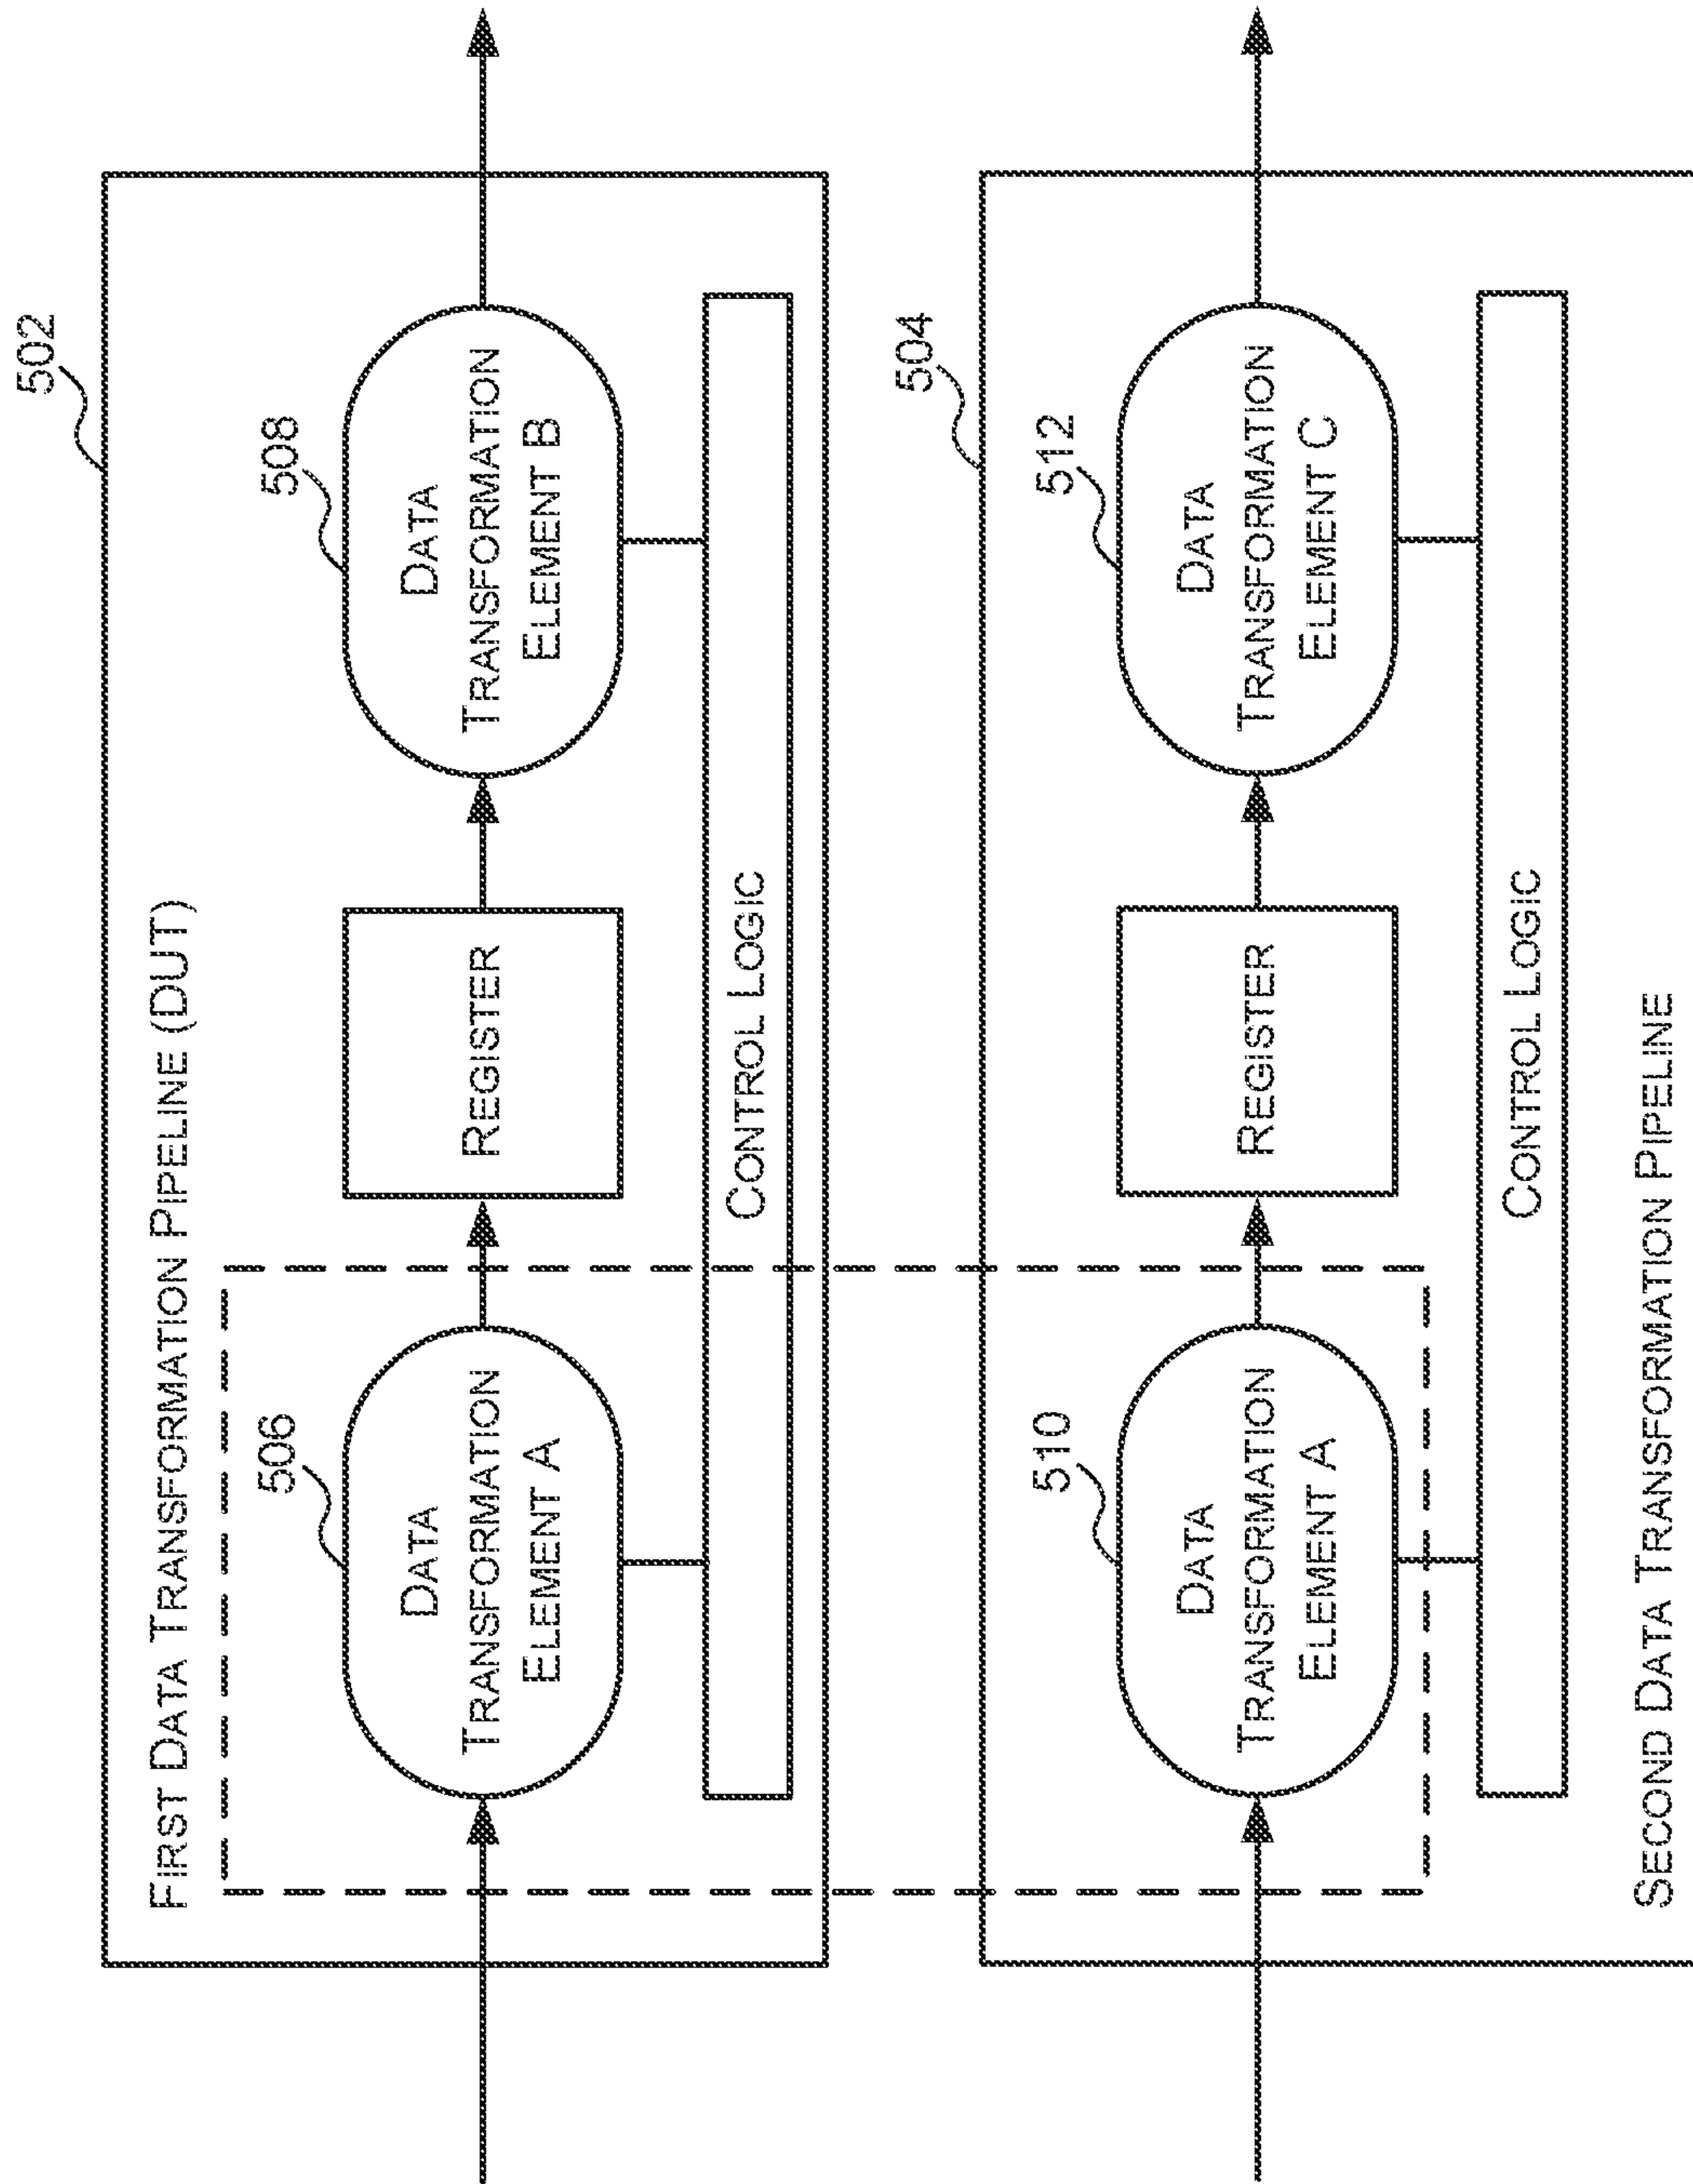 502
FIRST DATA TRANSFORMATION PIPELINE (DUT)
506
DATA
TRANSFORMATION
ELEMENT A
REGISTER
508
DATA
TRANSFORMATION
ELEMENT B
CONTROL LOGIC
504
510
DATA
TRANSFORMATION
ELEMENT A
REGISTER
512
DATA
TRANSFORMATION
ELEMENT C
CONTROL LOGIC
SECOND DATA TRANSFORMATION PIPELINE